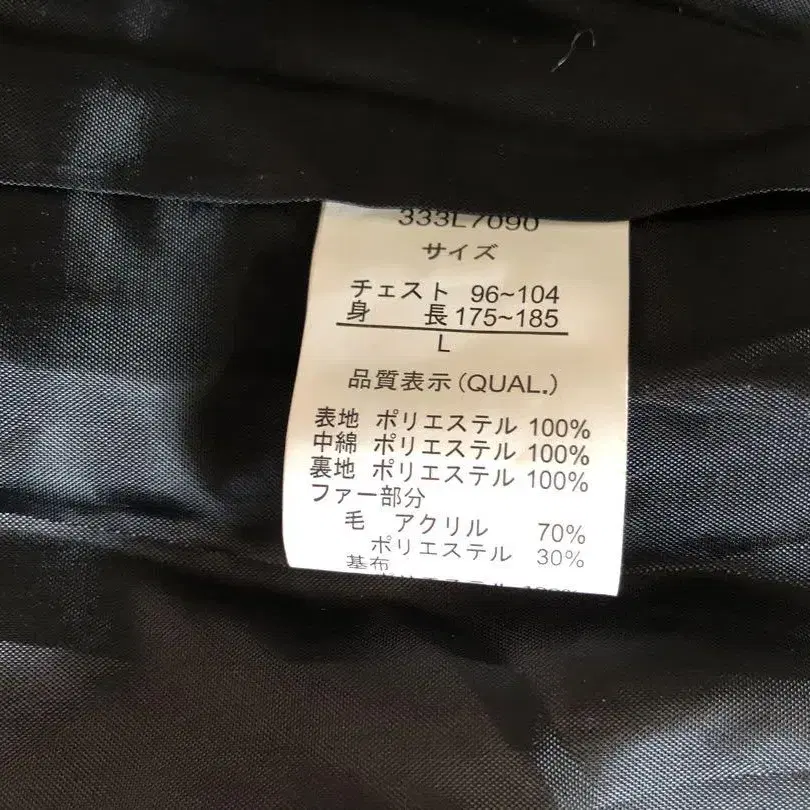 333L7090
サイズ
チェスト 96~104
身 長 175~185
L
品質表示(QUAL.)
表地 ポリエステル 100%
中綿 ポリエステル 100%
裏地 ポリエステル 100%
ファー部分
毛 アクリル 70%
ポリエステル 30%
基布